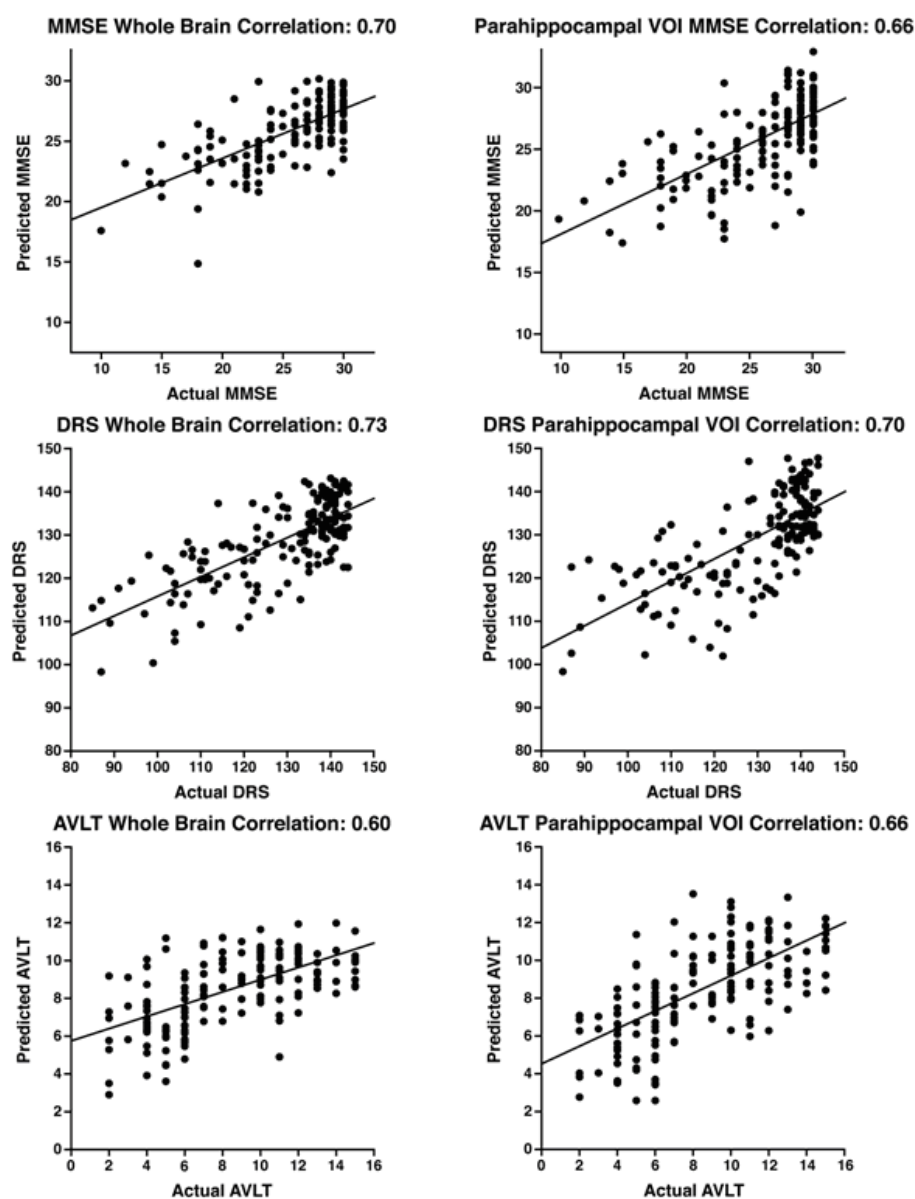 MMSE Whole Brain Correlation: 0.70
30
25
20
15
10
Predicted MMSE
10 15 20 25 30
Actual MMSE
Parahippocampal VOI MMSE Correlation: 0.66
30
25
20
15
10
Predicted MMSE
10 15 20 25 30
Actual MMSE
DRS Whole Brain Correlation: 0.73
150
140
130
120
110
100
90
80
Predicted DRS
80 90 100 110 120 130 140 150
Actual DRS
DRS Parahippocampal VOI Correlation: 0.70
150
140
130
120
110
100
90
80
Predicted DRS
80 90 100 110 120 130 140 150
Actual DRS
AVLT Whole Brain Correlation: 0.60
16
14
12
10
8
6
4
2
0
Predicted AVLT
0 2 4 6 8 10 12 14 16
Actual AVLT
AVLT Parahippocampal VOI Correlation: 0.66
16
14
12
10
8
6
4
2
0
Predicted AVLT
0 2 4 6 8 10 12 14 16
Actual AVLT